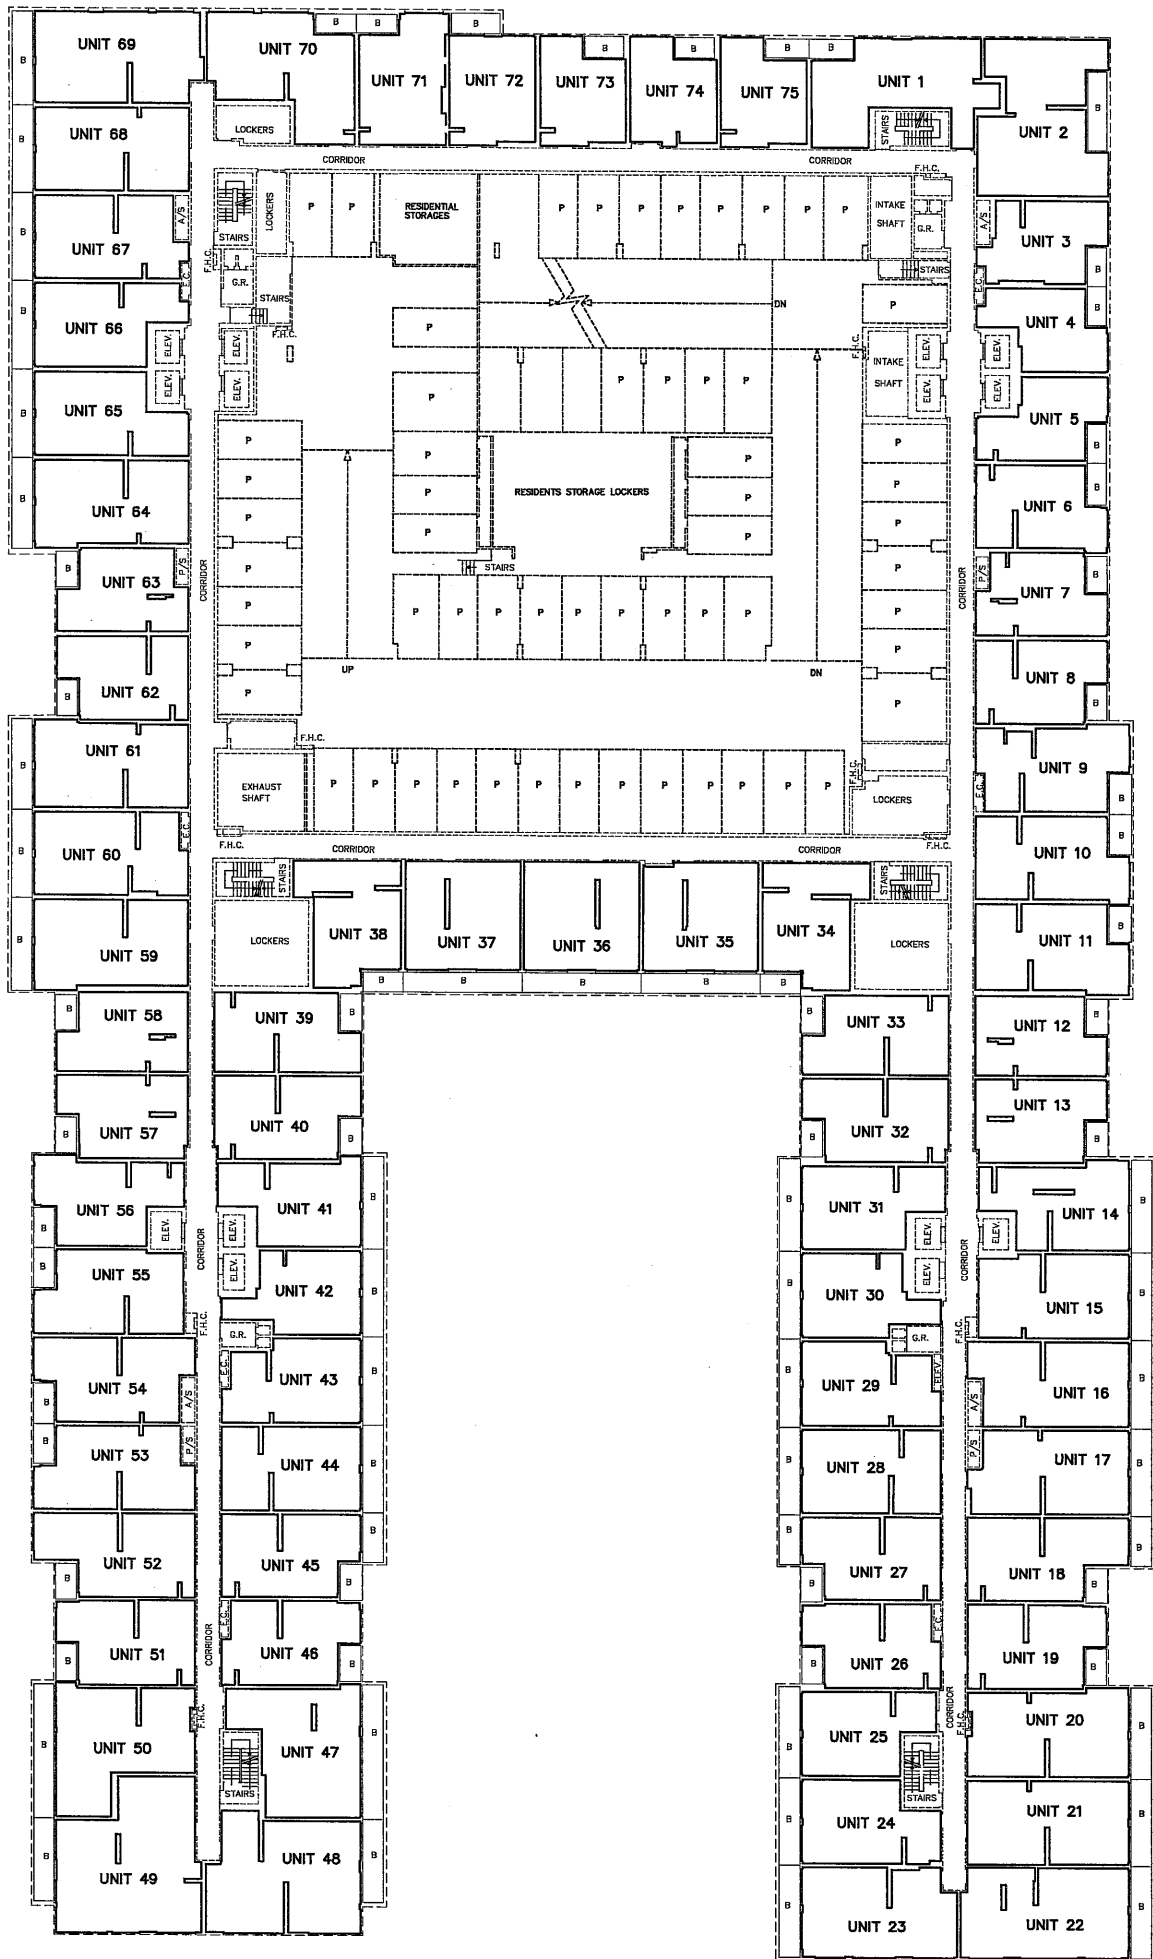 UNIT 69
B
UNIT 70
B
B
UNIT 71
B
UNIT 72
B
UNIT 73
B
UNIT 74
B
UNIT 75
B
UNIT 1
STAIRS
UNIT 2
B
B
UNIT 68
LOCKERS
CORRIDOR
CORRIDOR
F.H.C.
B
UNIT 67
A/S
STAIRS
LOCKERS
P
P
RESIDENTIAL
STORAGES
P
P
P
P
P
P
P
P
INTAKE
SHAFT
G.R.
A/S
UNIT 3
B
F.H.C.
E.C.
G.R.
STAIRS
STAIRS
E.C.
B
UNIT 66
F.H.C.
P
DN
P
UNIT 4
B
ELEV.
ELEV.
F.H.C.
INTAKE
SHAFT
ELEV.
ELEV.
B
UNIT 65
ELEV.
ELEV.
P
P
P
P
P
ELEV.
ELEV.
UNIT 5
B
P
P
P
P
B
UNIT 64
P
P
RESIDENTS STORAGE LOCKERS
P
P
UNIT 6
B
P
P
P
P
B
UNIT 63
P/S
CORRIDOR
P
STAIRS
P
CORRIDOR
P/S
UNIT 7
B
P
P
P
P
P
P
P
P
P
P
B
UNIT 62
P
UP
DN
P
UNIT 8
B
P
P
B
UNIT 61
F.H.C.
F.H.C.
UNIT 9
E.C.
B
EXHAUST
SHAFT
P
P
P
P
P
P
P
P
P
P
P
P
P
LOCKERS
B
UNIT 60
E.C.
F.H.C.
CORRIDOR
CORRIDOR
F.H.C.
UNIT 10
B
STAIRS
STAIRS
B
UNIT 59
LOCKERS
UNIT 38
UNIT 37
UNIT 36
UNIT 35
UNIT 34
LOCKERS
UNIT 11
B
B
B
B
B
B
B
UNIT 58
UNIT 39
B
B
UNIT 33
UNIT 12
B
B
UNIT 57
UNIT 40
B
B
UNIT 32
UNIT 13
B
UNIT 56
B
ELEV.
CORRIDOR
ELEV.
UNIT 41
B
B
UNIT 31
ELEV.
ELEV.
CORRIDOR
UNIT 14
B
B
UNIT 55
ELEV.
UNIT 42
B
B
UNIT 30
ELEV.
UNIT 15
B
F.H.C.
G.R.
G.R.
F.H.C.
B
UNIT 54
A/S
E.C.
UNIT 43
B
B
UNIT 29
ELEV.
A/S
UNIT 16
B
B
UNIT 53
P/S
UNIT 44
B
B
UNIT 28
P/S
UNIT 17
B
UNIT 52
B
UNIT 45
B
B
B
B
UNIT 27
UNIT 18
B
B
B
UNIT 51
CORRIDOR
E.C.
UNIT 46
B
B
UNIT 26
E.C.
UNIT 19
B
B
UNIT 50
F.H.C.
STAIRS
UNIT 47
B
B
UNIT 25
CORRIDOR
F.H.C.
UNIT 20
B
STAIRS
B
UNIT 24
UNIT 21
B
B
UNIT 49
UNIT 48
B
B
UNIT 23
UNIT 22
B